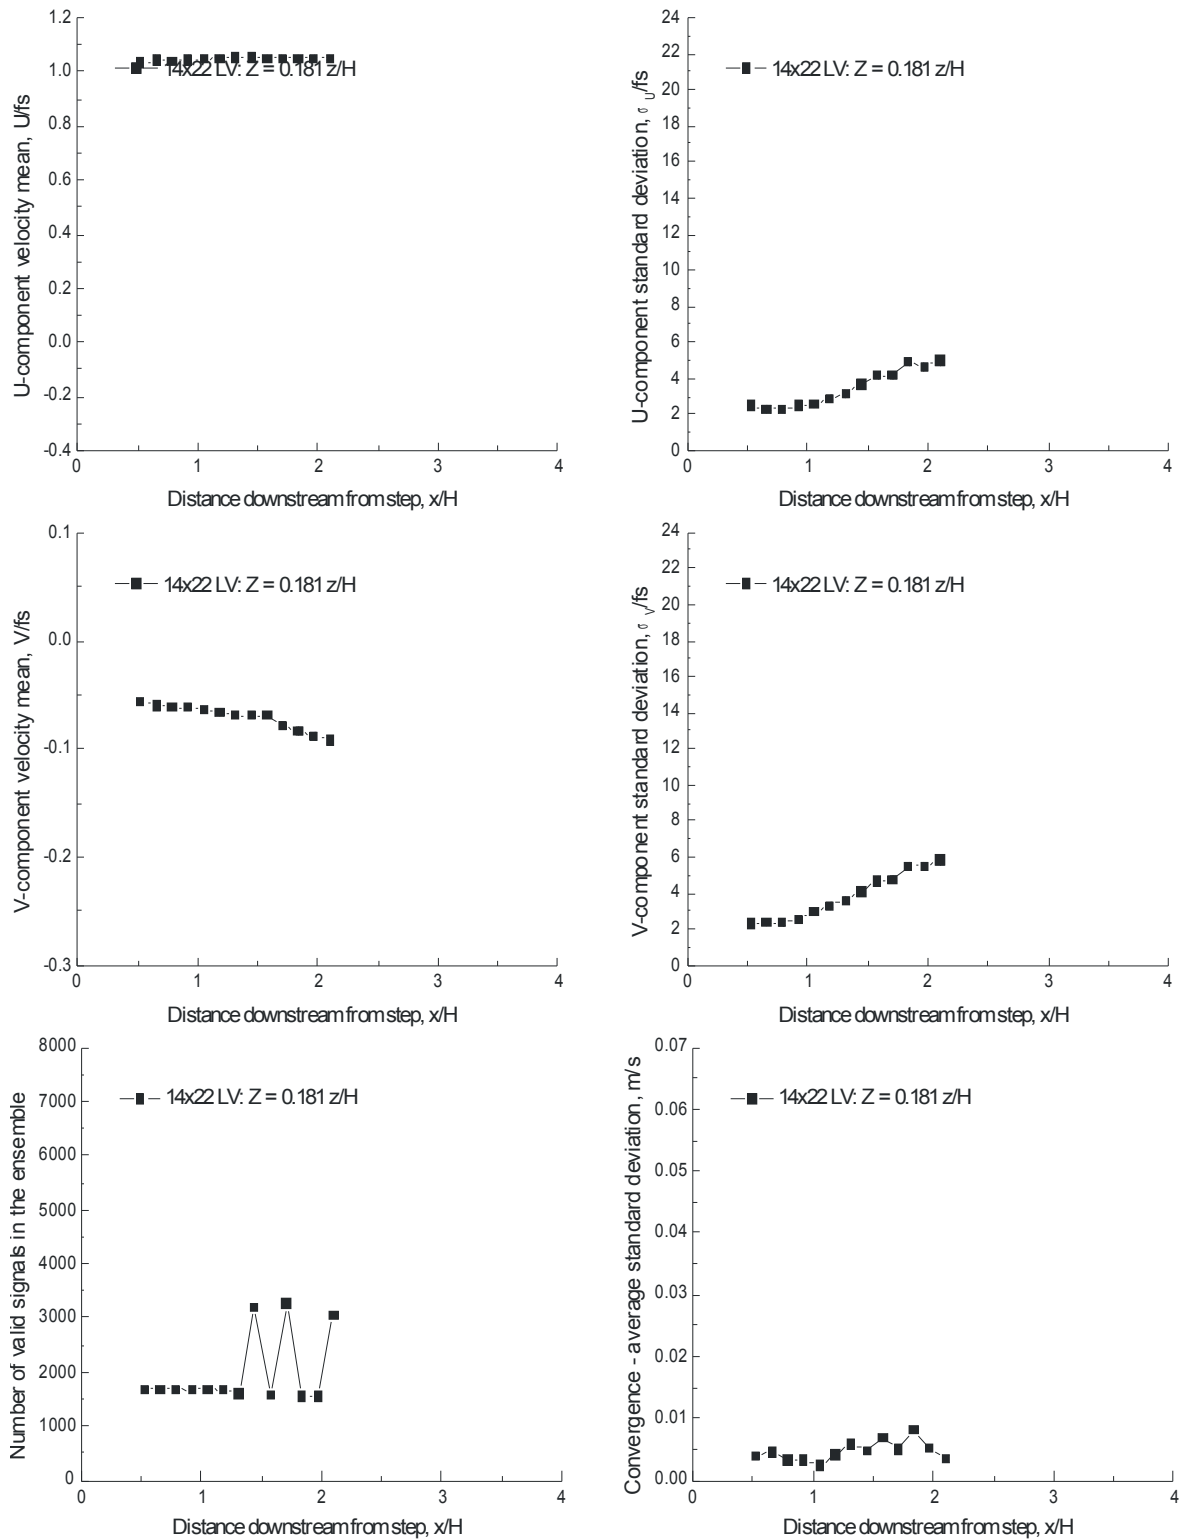 1.2
1.0
0.8
0.6
0.4
0.2
0.0
-0.2
-0.4
0 1 2 3 4
U-component velocity mean, U/fs
14x22 LV: Z = 0.181 z/H
Distance downstream from step, x/H
24
22
20
18
16
14
12
10
8
6
4
2
0
0 1 2 3 4
U-component standard deviation, σU/fs
14x22 LV: Z = 0.181 z/H
Distance downstream from step, x/H
0.1
0.0
-0.1
-0.2
-0.3
0 1 2 3 4
V-component velocity mean, V/fs
14x22 LV: Z = 0.181 z/H
Distance downstream from step, x/H
24
22
20
18
16
14
12
10
8
6
4
2
0
0 1 2 3 4
V-component standard deviation, σV/fs
14x22 LV: Z = 0.181 z/H
Distance downstream from step, x/H
8000
7000
6000
5000
4000
3000
2000
1000
0
0 1 2 3 4
Number of valid signals in the ensemble
14x22 LV: Z = 0.181 z/H
Distance downstream from step, x/H
0.07
0.06
0.05
0.04
0.03
0.02
0.01
0.00
0 1 2 3 4
Convergence - average standard deviation, m/s
14x22 LV: Z = 0.181 z/H
Distance downstream from step, x/H